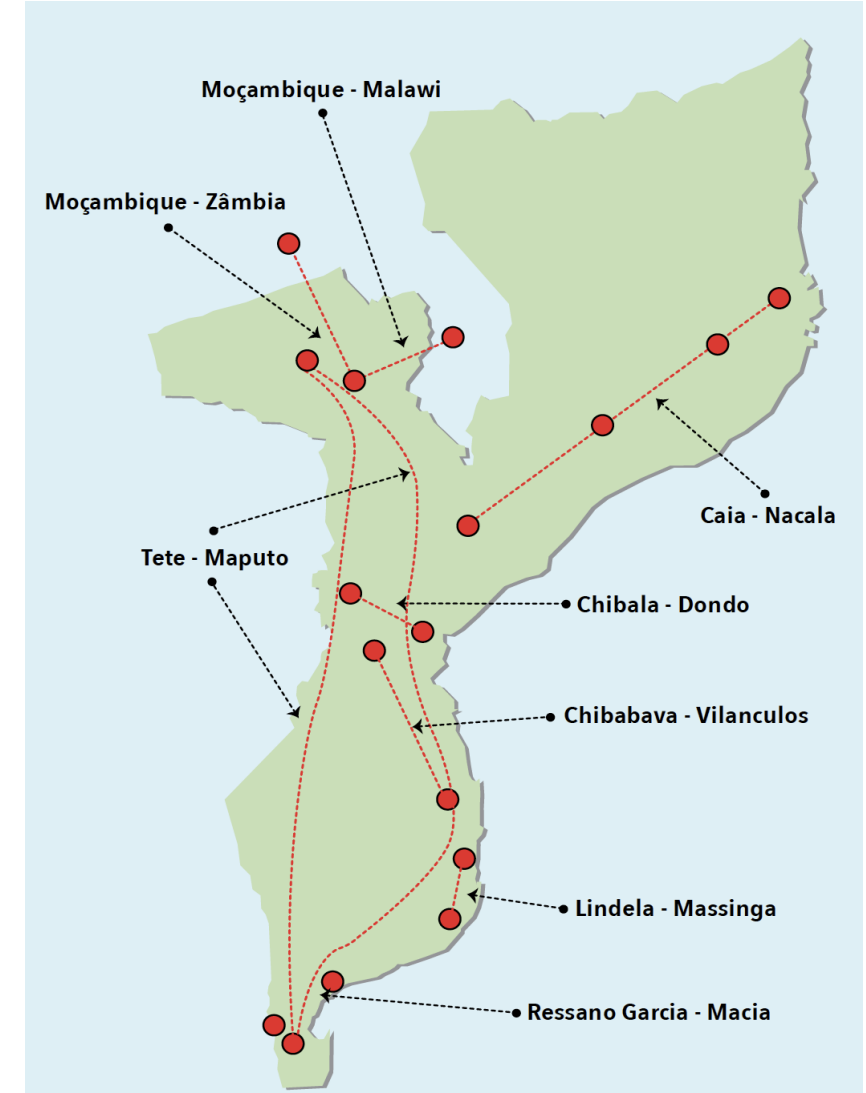 Moçambique - Malawi
Moçambique - Zâmbia
Caia - Nacala
Tete - Maputo
Chibala - Dondo
Chibabava - Vilanculos
Lindela - Massinga
Ressano Garcia - Macia